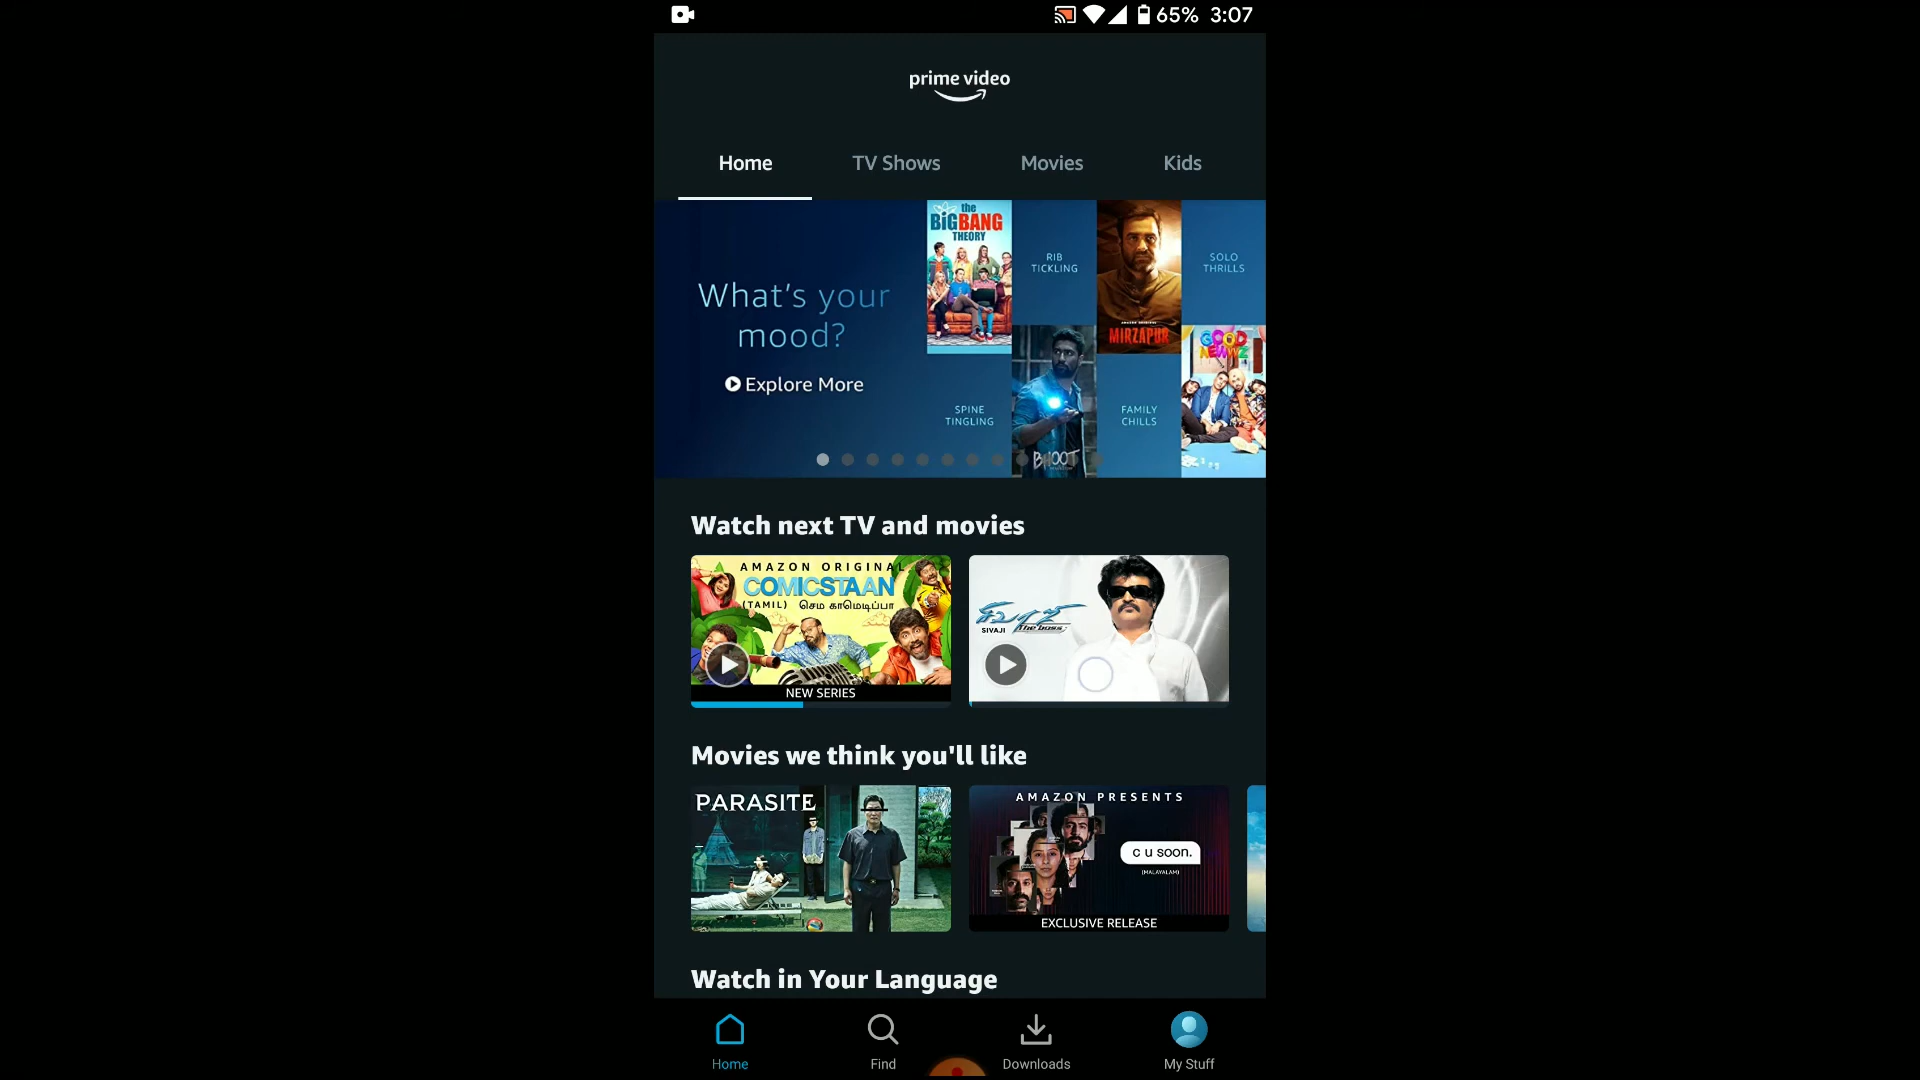 65% 3:07
prime video
Home TV Shows Movies Kids
What's your
mood?
Explore More
the
BiGBANG
THEORY
RIB
TICKLING
MIRZAPUR
SOLO
THRILLS
SPINE
TINGLING
BHOOT
FAMILY
CHILLS
GOOD
NEWWZ
Watch next TV and movies
AMAZON ORIGINAL
COMICSTAAN
(TAMIL) செம காமெடிப்பா
NEW SERIES
சிவாஜி
SIVAJI The boss
Movies we think you'll like
PARASITE
AMAZON PRESENTS
c u soon.
(MALAYALAM)
EXCLUSIVE RELEASE
Watch in Your Language
Home Find Downloads My Stuff